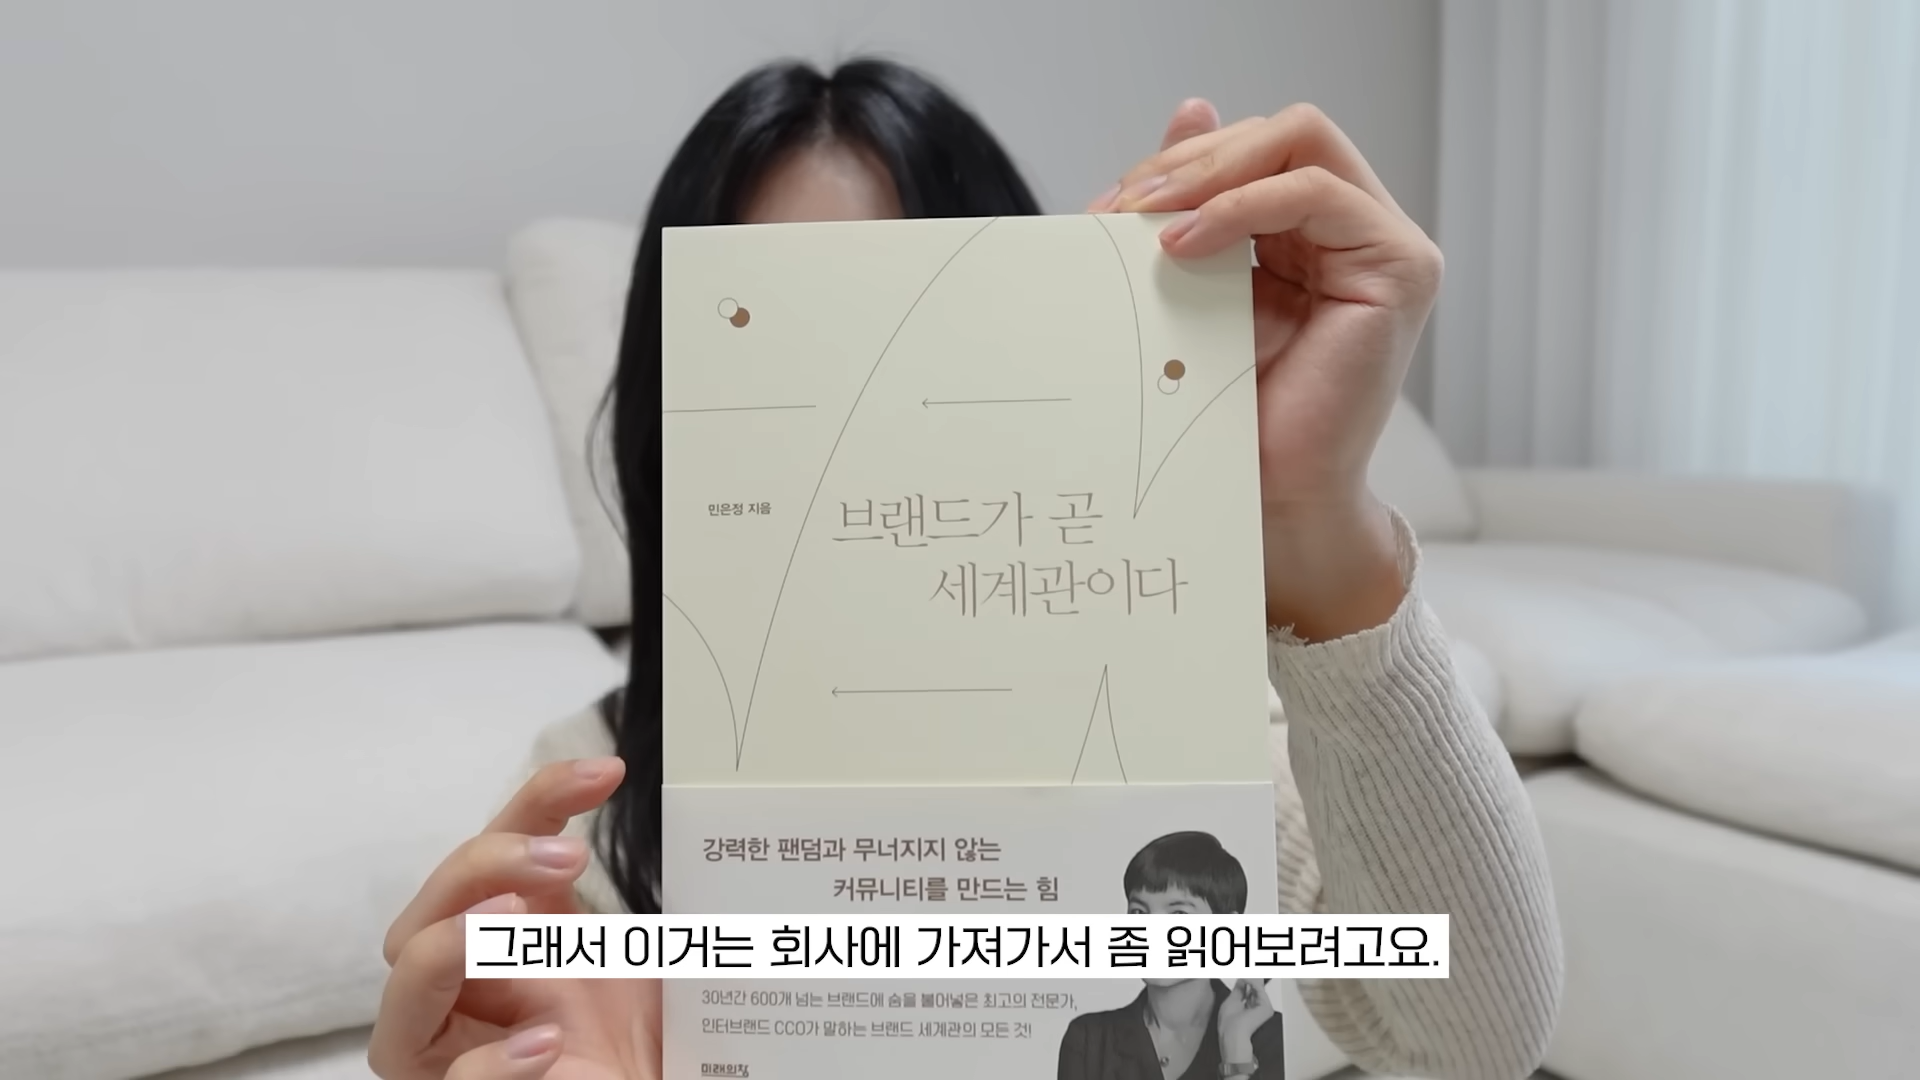 민은정 지음
브랜드가 곧
세계관이다
강력한 팬덤과 무너지지 않는
커뮤니티를 만드는 힘
그래서 이거는 회사에 가져가서 좀 읽어보려고요.
30년간 600개 넘는 브랜드에 숨을 불어넣은 최고의 전문가,
인터브랜드 CCO가 말하는 브랜드 세계관의 모든 것!
미래의창